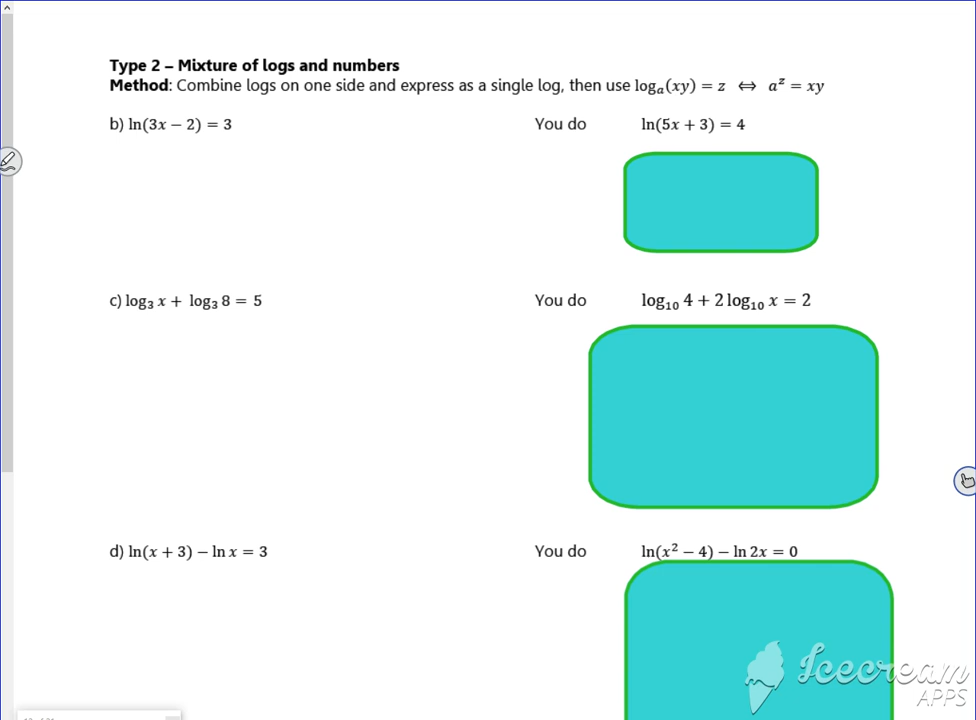 Type 2 – Mixture of logs and numbers
Method: Combine logs on one side and express as a single log, then use logₐ(xy) = z ⇔ aᶻ = xy
b) ln(3x − 2) = 3 You do ln(5x + 3) = 4
c) log₃ x + log₃ 8 = 5 You do log₁₀ 4 + 2 log₁₀ x = 2
d) ln(x + 3) − ln x = 3 You do ln(x² − 4) − ln 2x = 0
Icecream
APPS